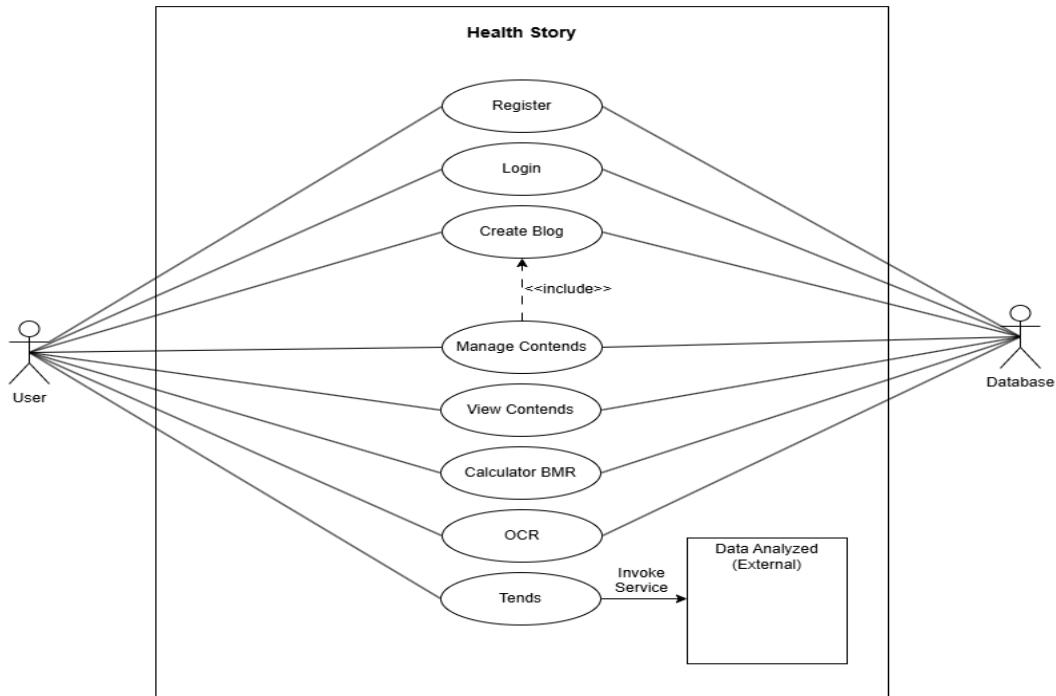 Health Story
Register
Login
Create Blog
<<include>>
Manage Contends
User
Database
View Contends
Calculator BMR
OCR
Data Analyzed
(External)
Invoke
Service
Tends